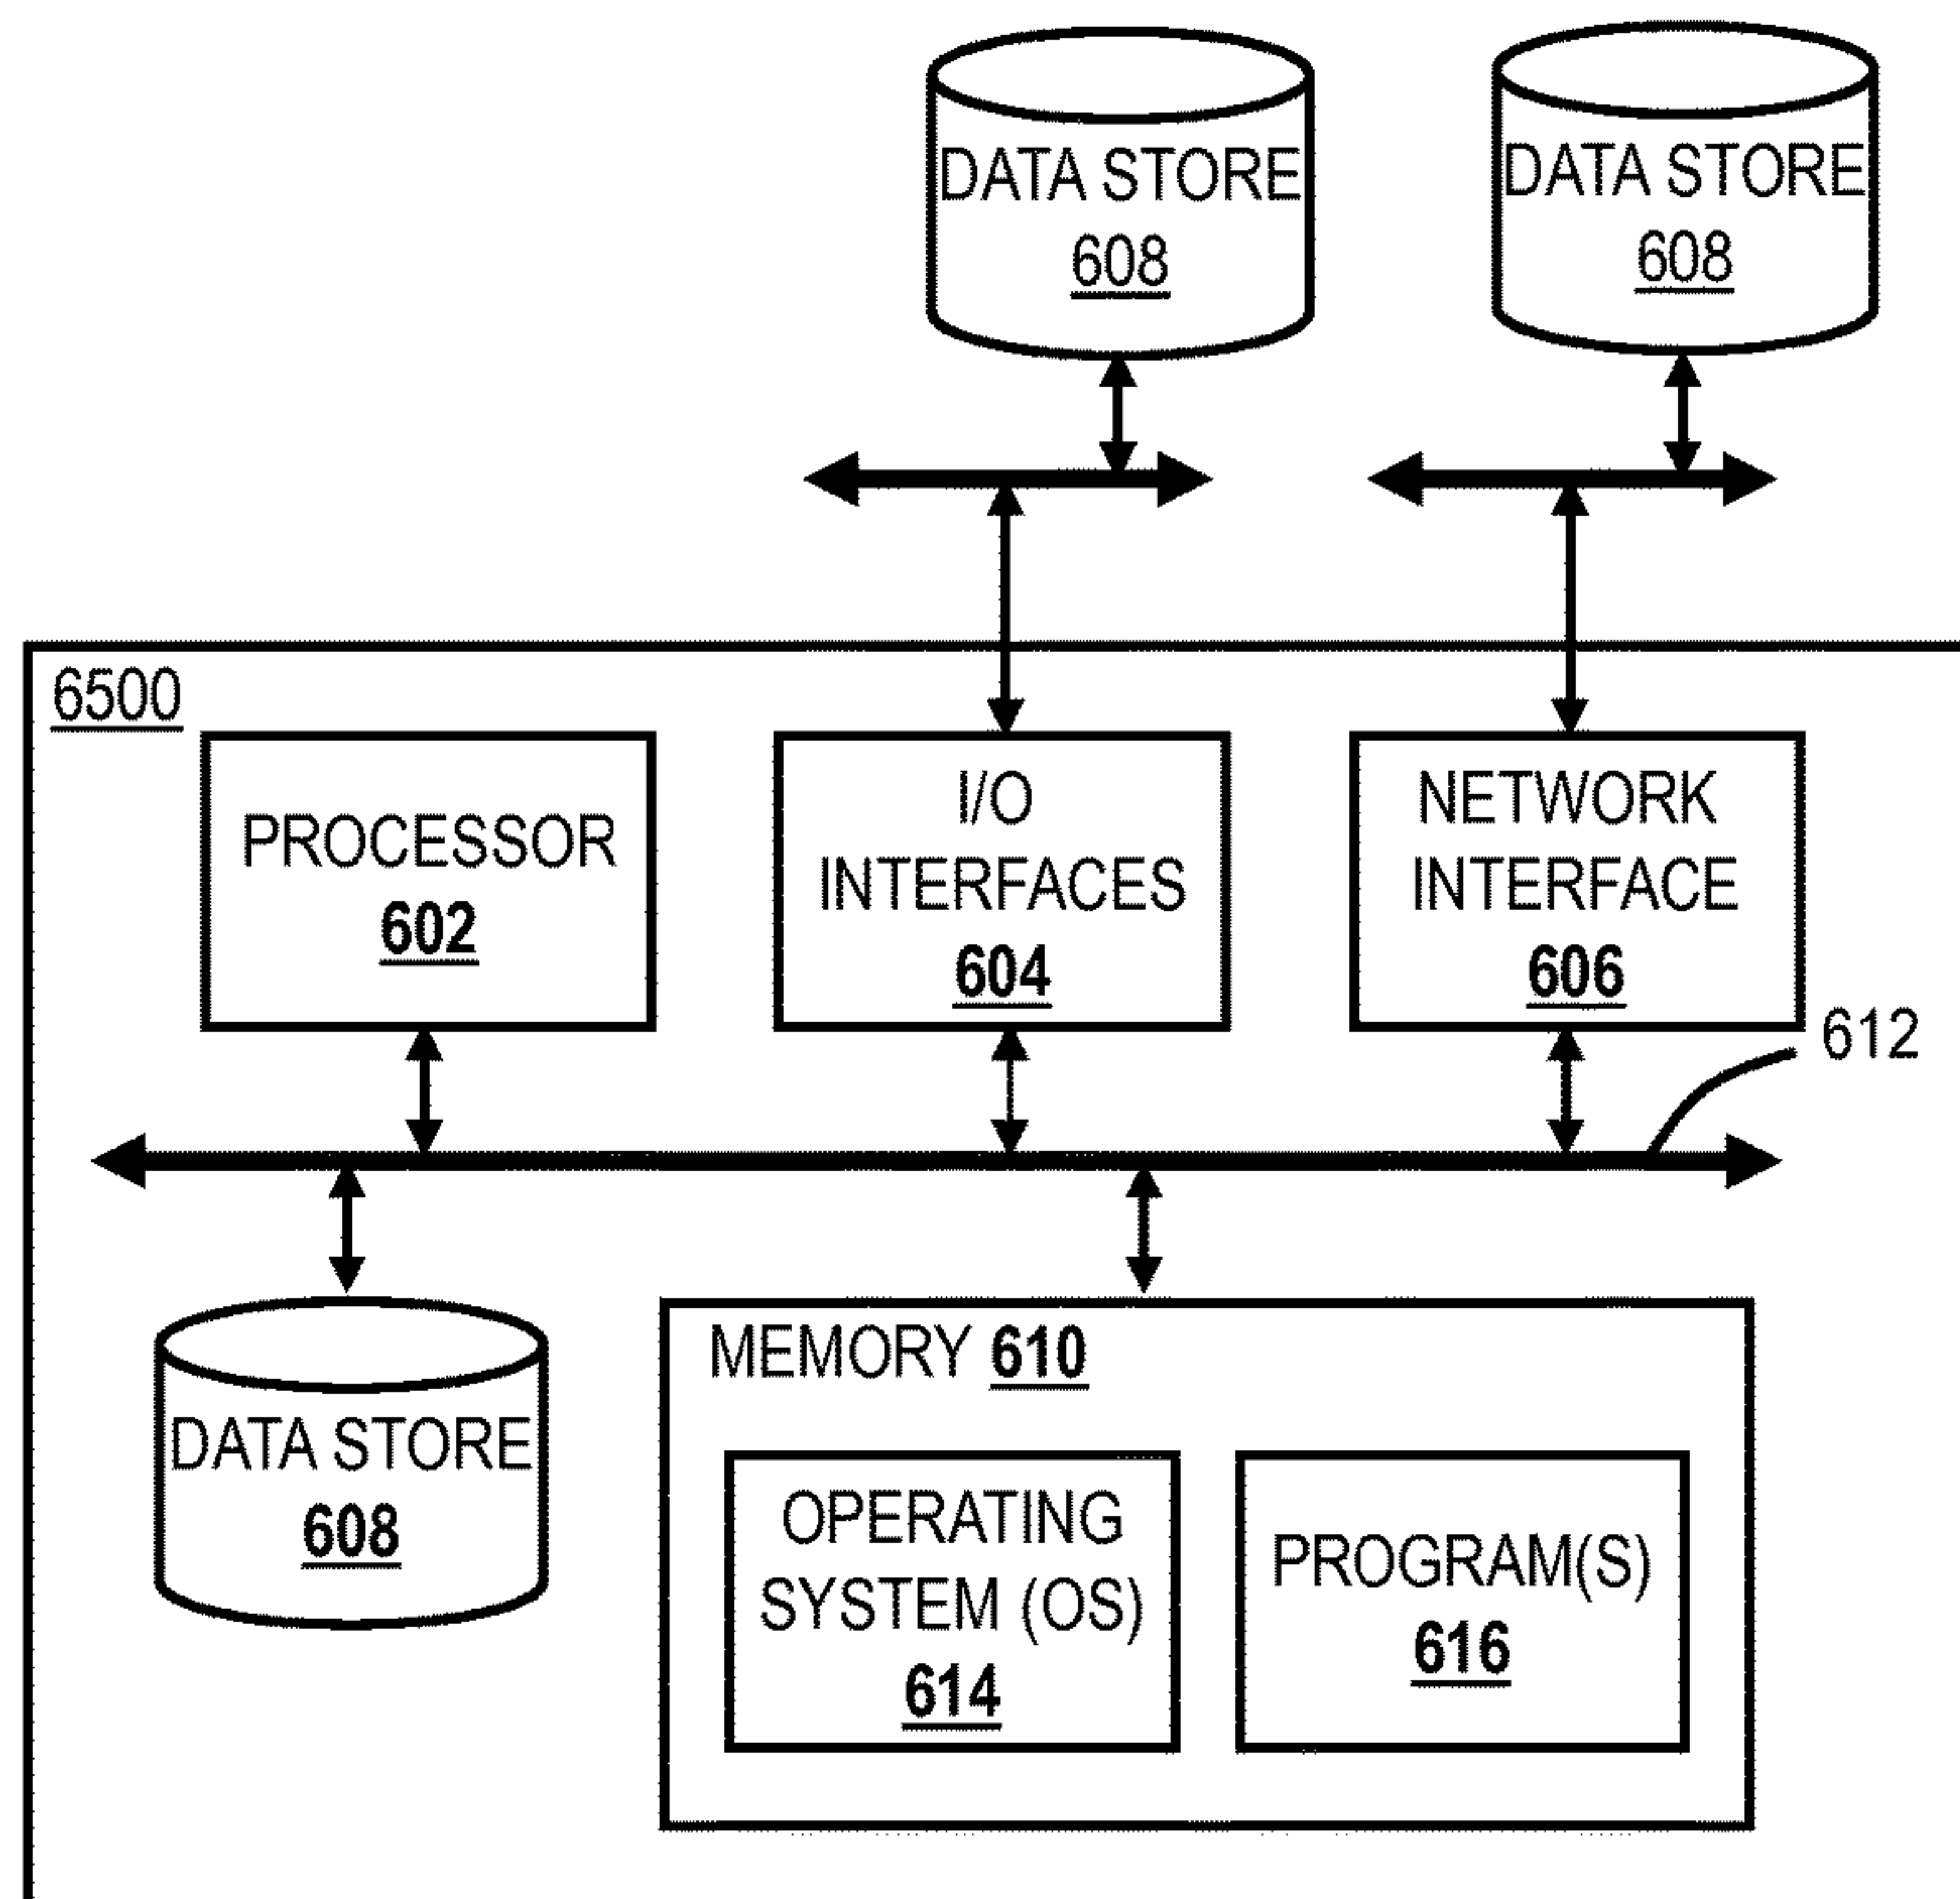 DATA STORE
608
DATA STORE
608
6500
PROCESSOR
602
I/O
INTERFACES
604
NETWORK
INTERFACE
606
612
DATA STORE
608
MEMORY 610
OPERATING
SYSTEM (OS)
614
PROGRAM(S)
616